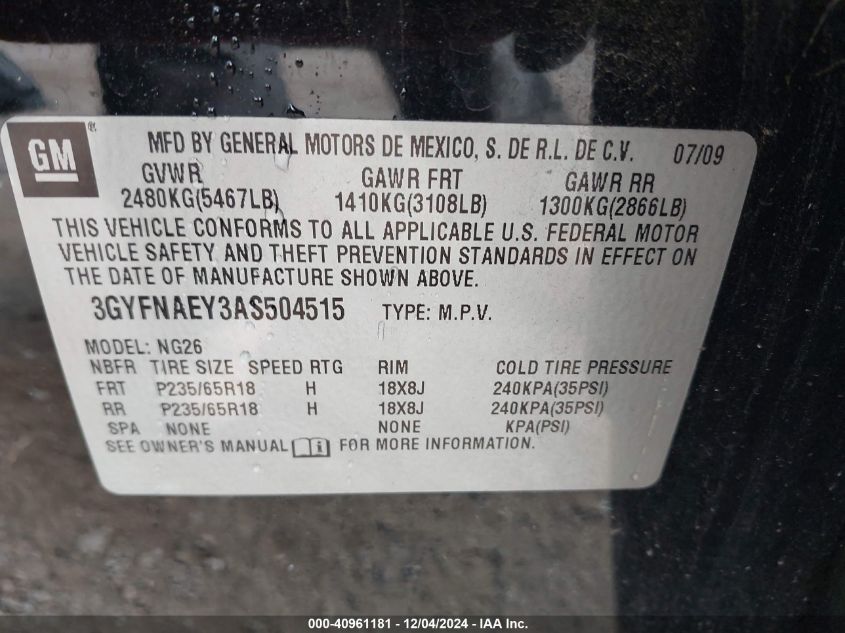 GM ®
MFD BY GENERAL MOTORS DE MEXICO, S. DE R.L. DE C.V. 07/09
GVWR GAWR FRT GAWR RR
2480KG(5467LB) 1410KG(3108LB) 1300KG(2866LB)
THIS VEHICLE CONFORMS TO ALL APPLICABLE U.S. FEDERAL MOTOR
VEHICLE SAFETY AND THEFT PREVENTION STANDARDS IN EFFECT ON
THE DATE OF MANUFACTURE SHOWN ABOVE.
3GYFNAEY3AS504515 TYPE: M.P.V.
MODEL: NG26
NBFR TIRE SIZE SPEED RTG RIM COLD TIRE PRESSURE
FRT P235/65R18 H 18X8J 240KPA(35PSI)
RR P235/65R18 H 18X8J 240KPA(35PSI)
SPA NONE NONE KPA(PSI)
SEE OWNER'S MANUAL i FOR MORE INFORMATION.
000-40961181 - 12/04/2024 - IAA Inc.